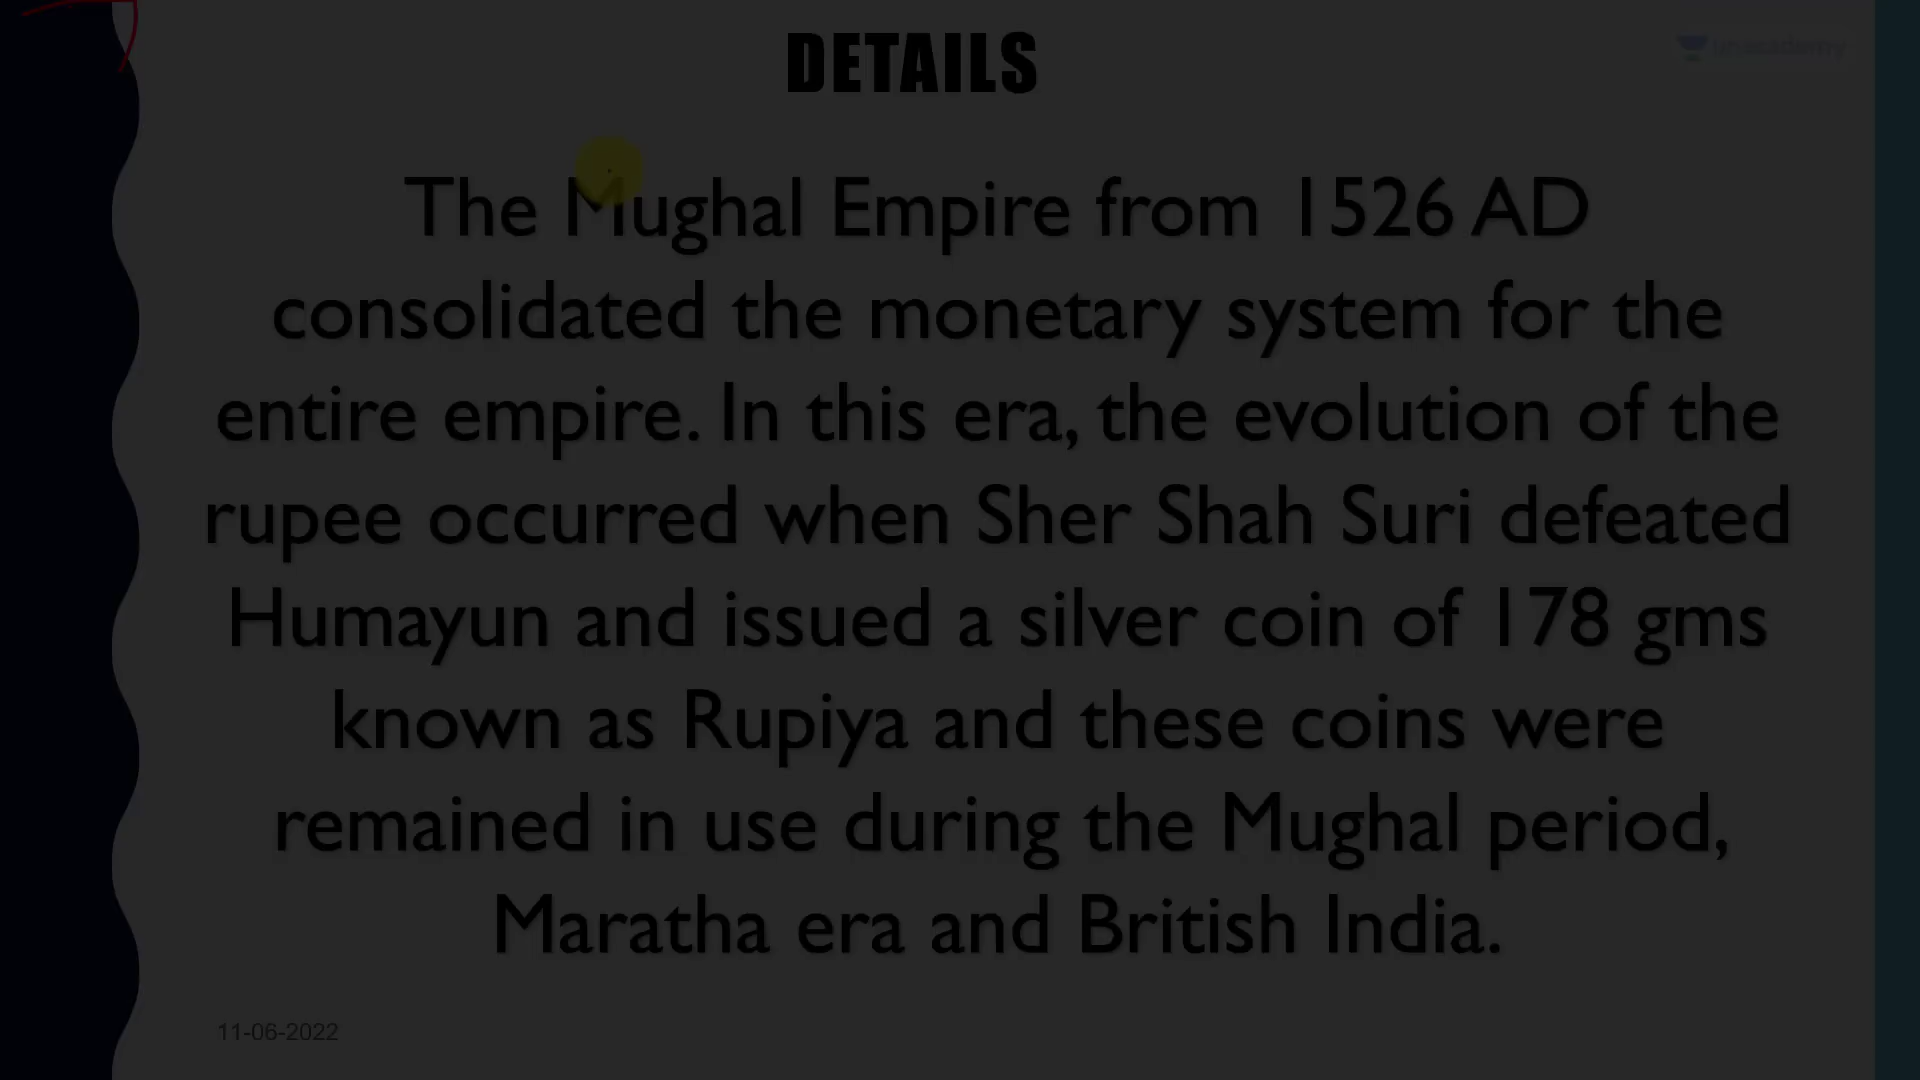 DETAILS
unacademy
The Mughal Empire from 1526 AD
consolidated the monetary system for the
entire empire. In this era, the evolution of the
rupee occurred when Sher Shah Suri defeated
Humayun and issued a silver coin of 178 gms
known as Rupiya and these coins were
remained in use during the Mughal period,
Maratha era and British India.
11-06-2022